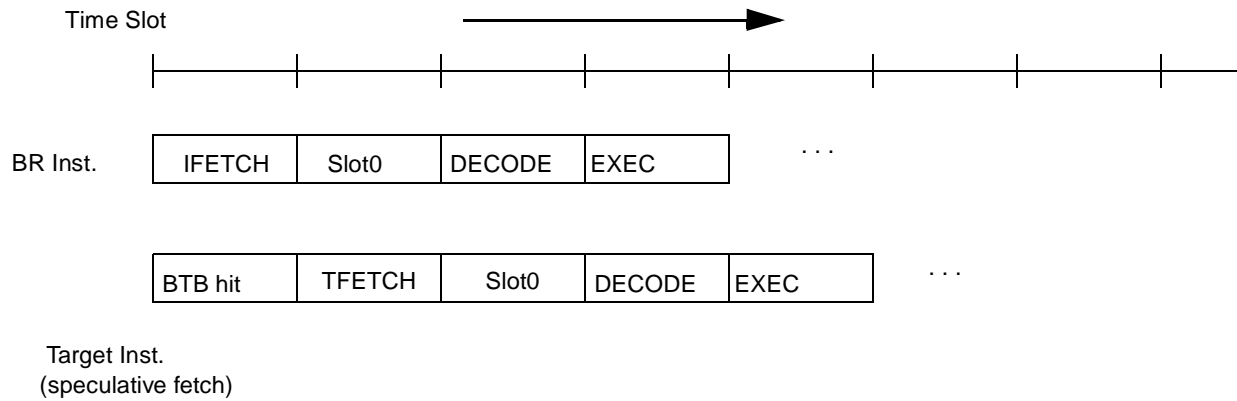 Time Slot
BR Inst.
IFETCH
Slot0
DECODE
EXEC
. . .
BTB hit
TFETCH
Slot0
DECODE
EXEC
. . .
Target Inst.
(speculative fetch)